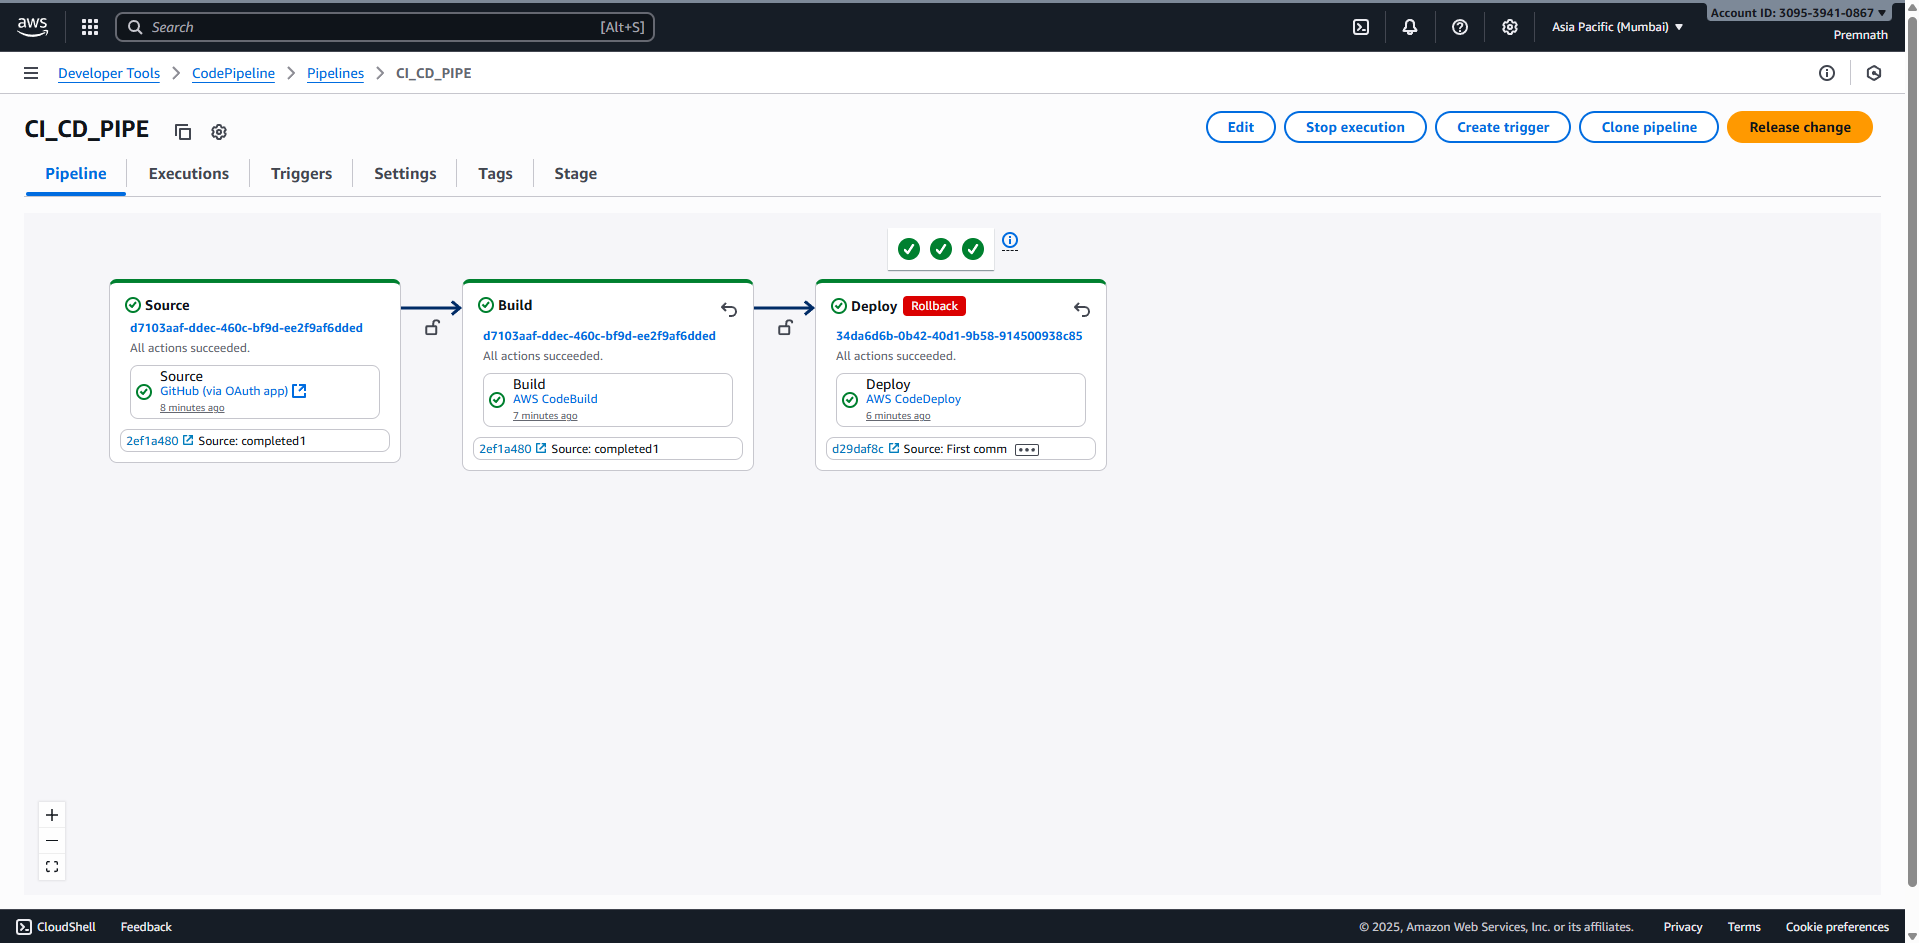 aws
Search [Alt+S]
Asia Pacific (Mumbai)
Account ID: 3095-3941-0867
Premnath
Developer Tools
CodePipeline
Pipelines
CI_CD_PIPE
CI_CD_PIPE
Edit
Stop execution
Create trigger
Clone pipeline
Release change
Pipeline
Executions
Triggers
Settings
Tags
Stage
Source
d7103aaf-ddec-460c-bf9d-ee2f9af6dded
All actions succeeded.
Source
GitHub (via OAuth app)
8 minutes ago
2ef1a480 Source: completed1
Build
d7103aaf-ddec-460c-bf9d-ee2f9af6dded
All actions succeeded.
Build
AWS CodeBuild
7 minutes ago
2ef1a480 Source: completed1
Deploy Rollback
34da6d6b-0b42-40d1-9b58-914500938c85
All actions succeeded.
Deploy
AWS CodeDeploy
6 minutes ago
d29daf8c Source: First comm
CloudShell
Feedback
© 2025, Amazon Web Services, Inc. or its affiliates.
Privacy
Terms
Cookie preferences